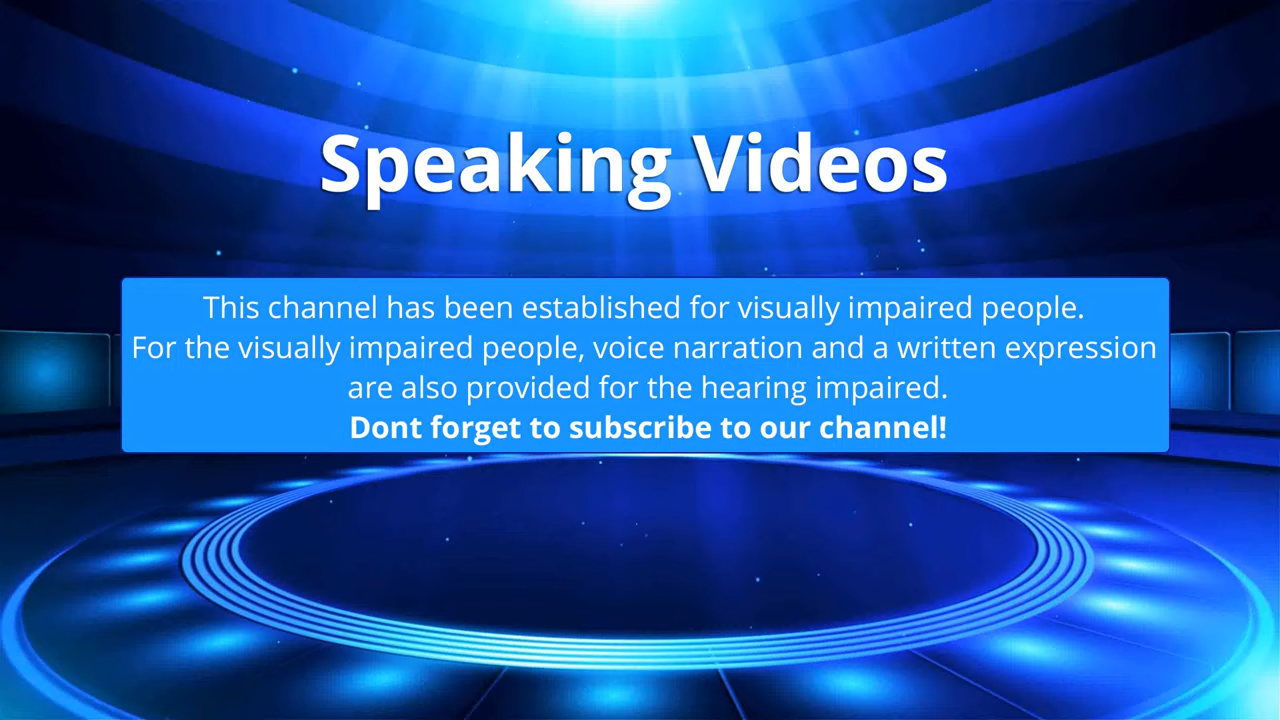 Speaking Videos
This channel has been established for visually impaired people.
For the visually impaired people, voice narration and a written expression
are also provided for the hearing impaired.
Dont forget to subscribe to our channel!